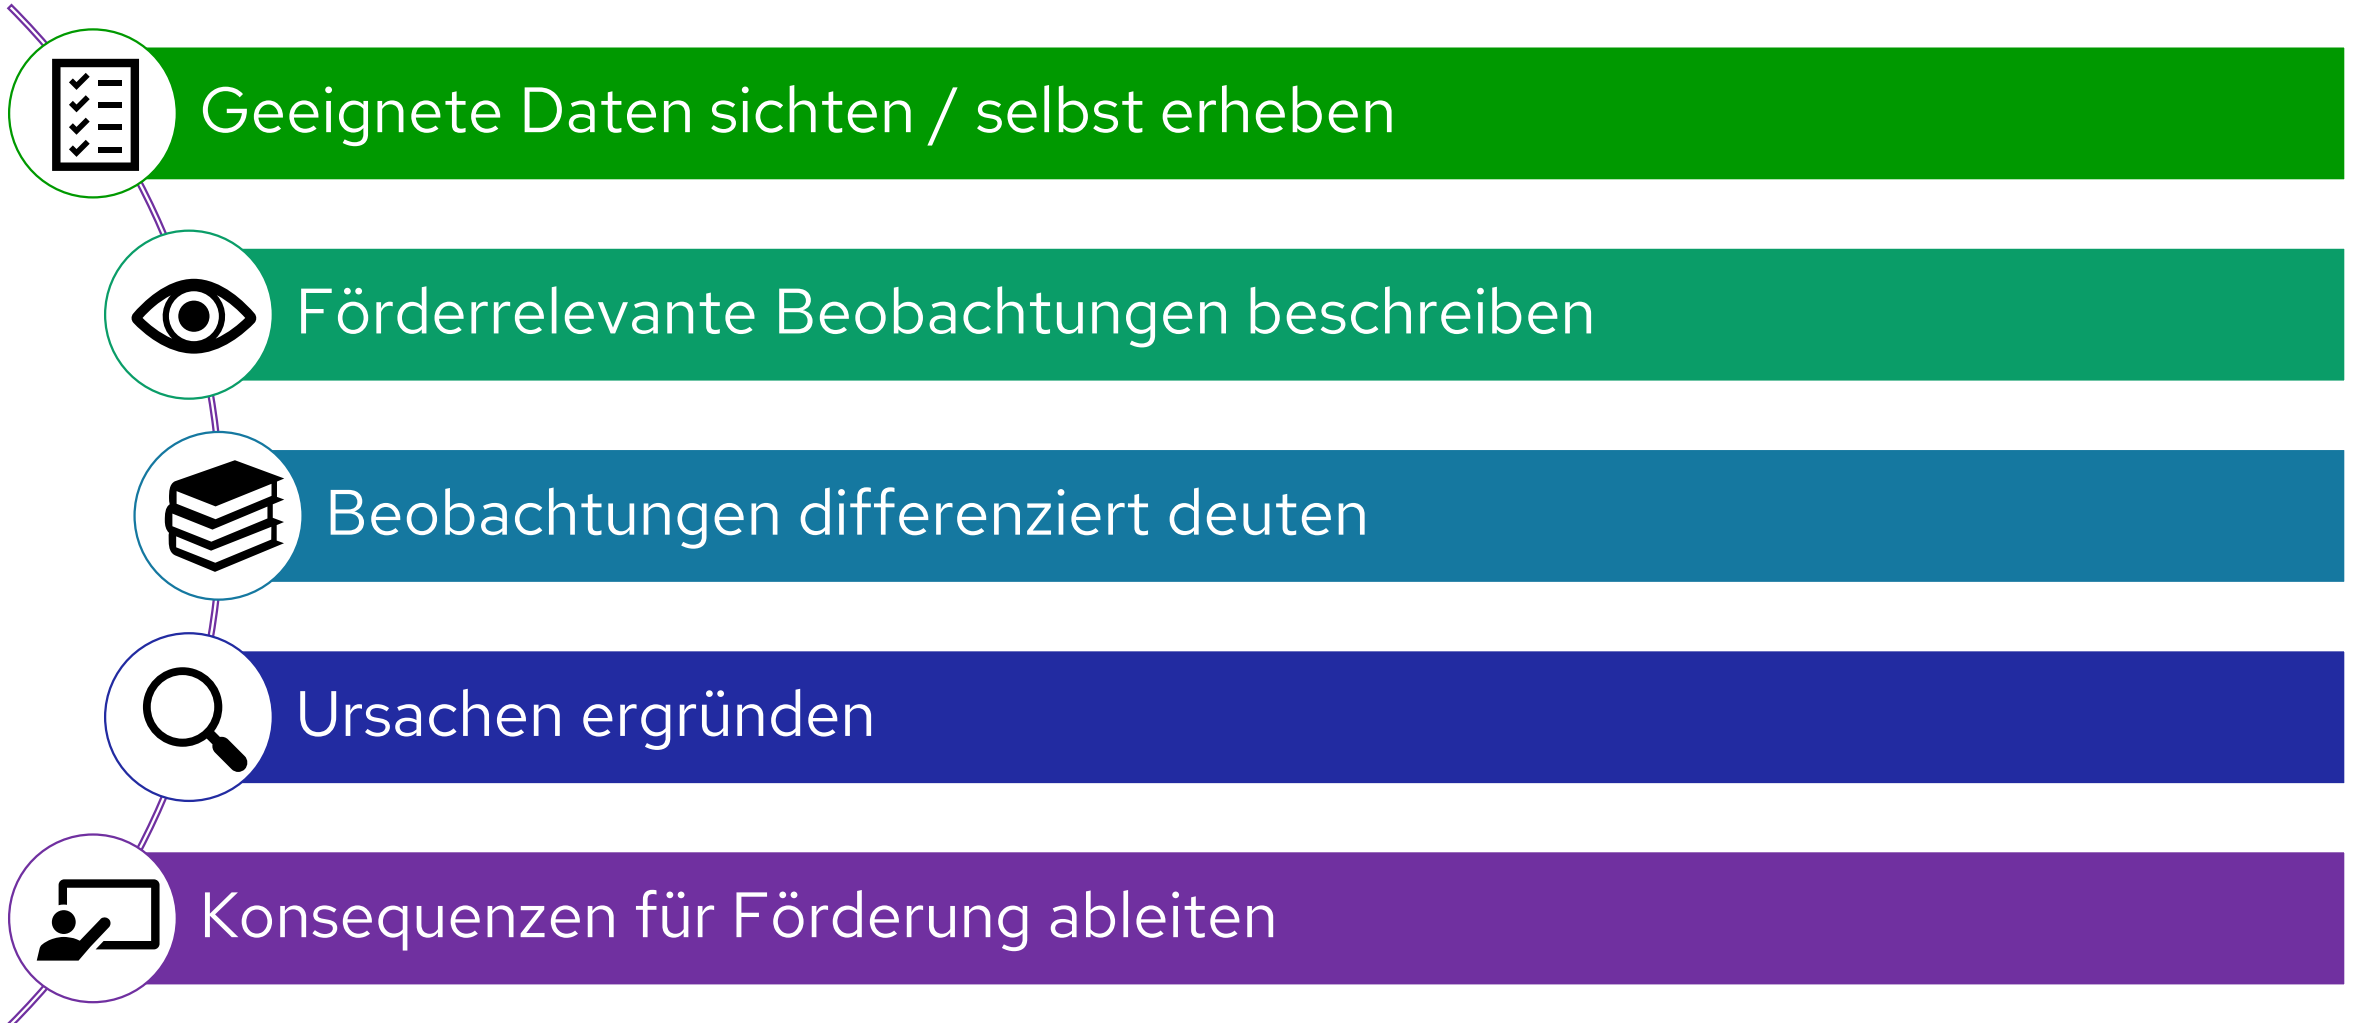 Geeignete Daten sichten / selbst erheben
Förderrelevante Beobachtungen beschreiben
Beobachtungen differenziert deuten
Ursachen ergründen
Konsequenzen für Förderung ableiten